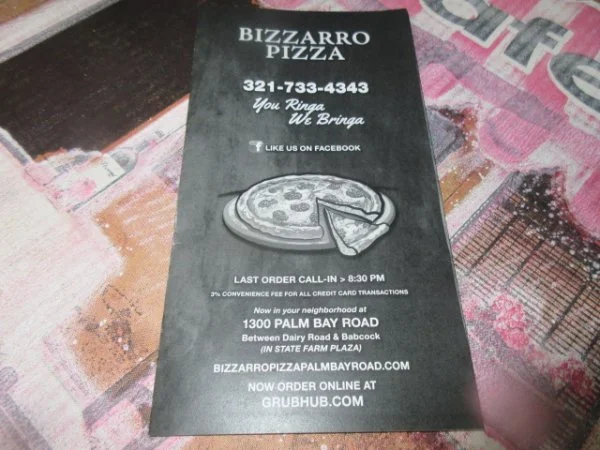 BIZZARRO
PIZZA
321-733-4343
You Ringa
We Bringa
f LIKE US ON FACEBOOK
LAST ORDER CALL-IN > 8:30 PM
3% CONVENIENCE FEE FOR ALL CREDIT CARD TRANSACTIONS
Now in your neighborhood at
1300 PALM BAY ROAD
Between Dairy Road & Babcock
(IN STATE FARM PLAZA)
BIZZARROPIZZAPALMBAYROAD.COM
NOW ORDER ONLINE AT
GRUBHUB.COM